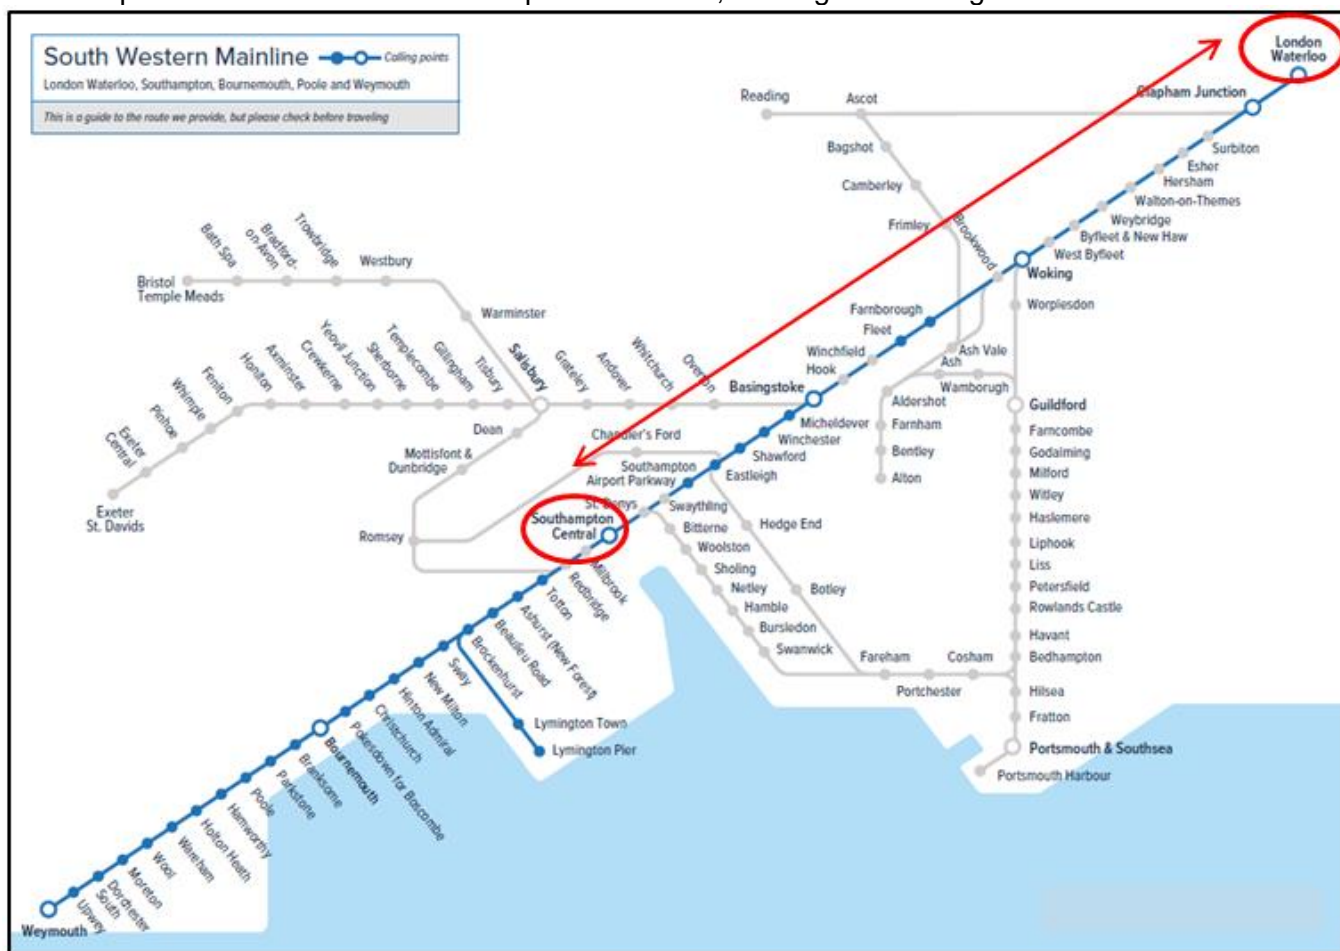 South Western Mainline
Calling points
London Waterloo, Southampton, Bournemouth, Poole and Weymouth
This is a guide to the route we provide, but please check before traveling
London
Waterloo
Clapham Junction
Reading
Ascot
Bagshot
Camberley
Frimley
Brookwood
Surbiton
Esher
Hersham
Walton-on-Themes
Weybridge
Byfleet & New Haw
West Byfleet
Woking
Worplesdon
Farnborough
Fleet
Winchfield
Hook
Ash Vale
Ash
Wamborugh
Aldershot
Farnham
Bentley
Alton
Guildford
Farncombe
Godalming
Milford
Witley
Haslemere
Liphook
Liss
Petersfield
Rowlands Castle
Havant
Bedhampton
Hilsea
Fratton
Portsmouth & Southsea
Portsmouth Harbour
Bristol
Temple Meads
Bath Spa
Bradford-
on-Avon
Trowbridge
Westbury
Warminster
Salisbury
Grateley
Andover
Whitchurch
Overton
Basingstoke
Exeter
St. Davids
Exeter
Central
Pinhoe
Whimple
Feniton
Honiton
Axminster
Crewkerne
Yeovil Junction
Sherborne
Templecombe
Gillingham
Tisbury
Dean
Mottisfont &
Dunbridge
Romsey
Chandler's Ford
Micheldever
Winchester
Shawford
Eastleigh
Southampton
Airport Parkway
Swaythling
St. Denys
Southampton
Central
Bitterne
Woolston
Sholing
Netley
Hamble
Bursledon
Swanwick
Hedge End
Botley
Fareham
Portchester
Cosham
Millbrook
Redbridge
Totton
Ashurst (New Forest)
Beaulieu Road
Brockenhurst
Lymington Town
Lymington Pier
Sway
New Milton
Hinton Admiral
Christchurch
Pokesdown for Boscombe
Bournemouth
Branksome
Parkstone
Poole
Hamworthy
Holton Heath
Wareham
Wool
Moreton
Dorchester
South
Upwey
Weymouth